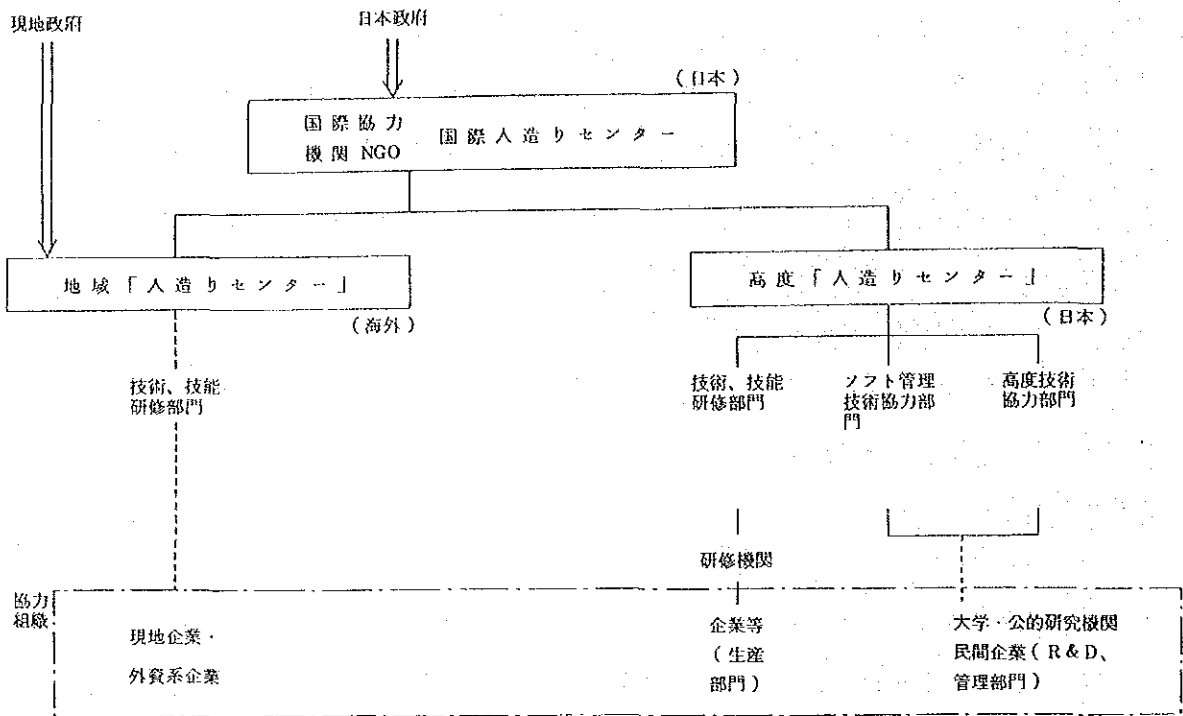 現地政府
日本政府
（日本）
国際協力
機関 NGO
国際人造りセンター
地域「人造りセンター」
（海外）
高度「人造りセンター」
（日本）
技術、技能
研修部門
技術、技能
研修部門
ソフト管理
技術協力部
門
高度技術
協力部門
研修機関
協力
組織
現地企業・
外資系企業
企業等
（生産
部門）
大学・公的研究機関
民間企業（R＆D、
管理部門）